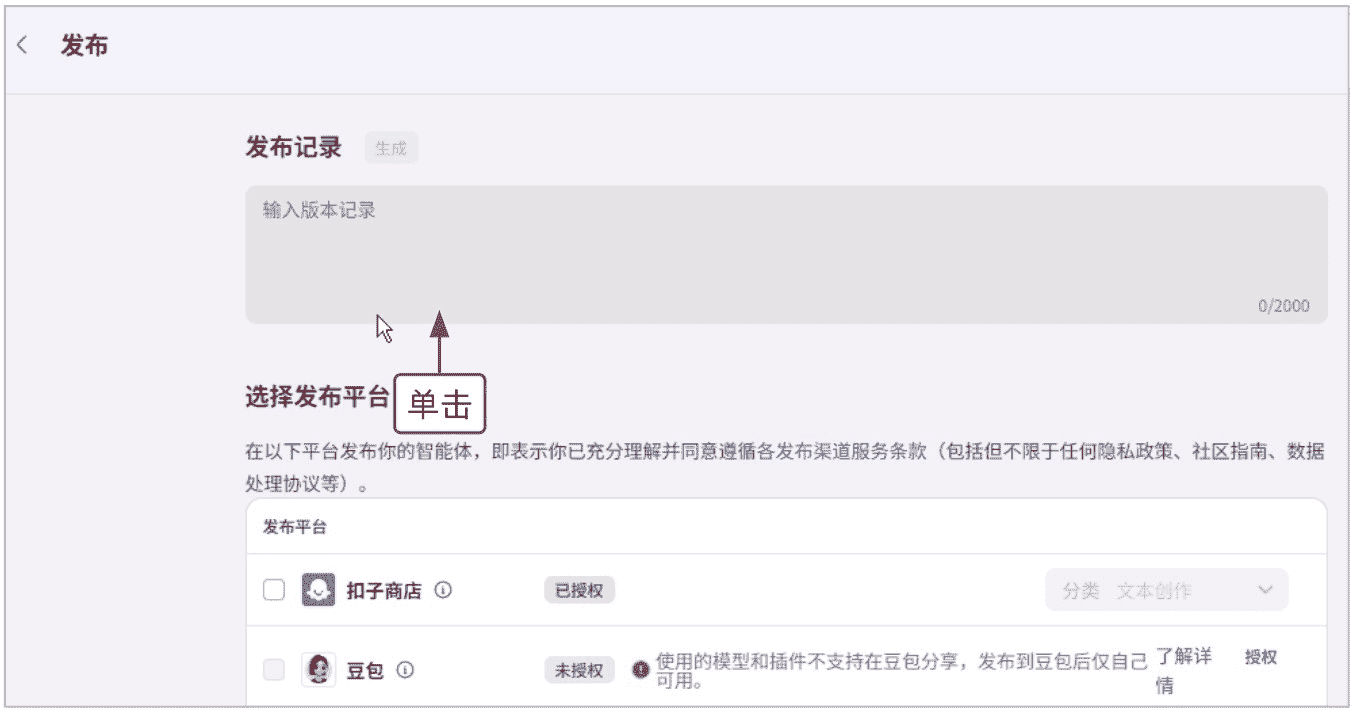 发布
发布记录 生成
输入版本记录
0/2000
选择发布平台
单击
在以下平台发布你的智能体，即表示你已充分理解并同意遵循各发布渠道服务条款（包括但不限于任何隐私政策、社区指南、数据
处理协议等）。
发布平台
扣子商店 已授权 分类 文本创作
豆包 未授权 使用的模型和插件不支持在豆包分享，发布到豆包后仅自己 了解详 授权
可用。 情